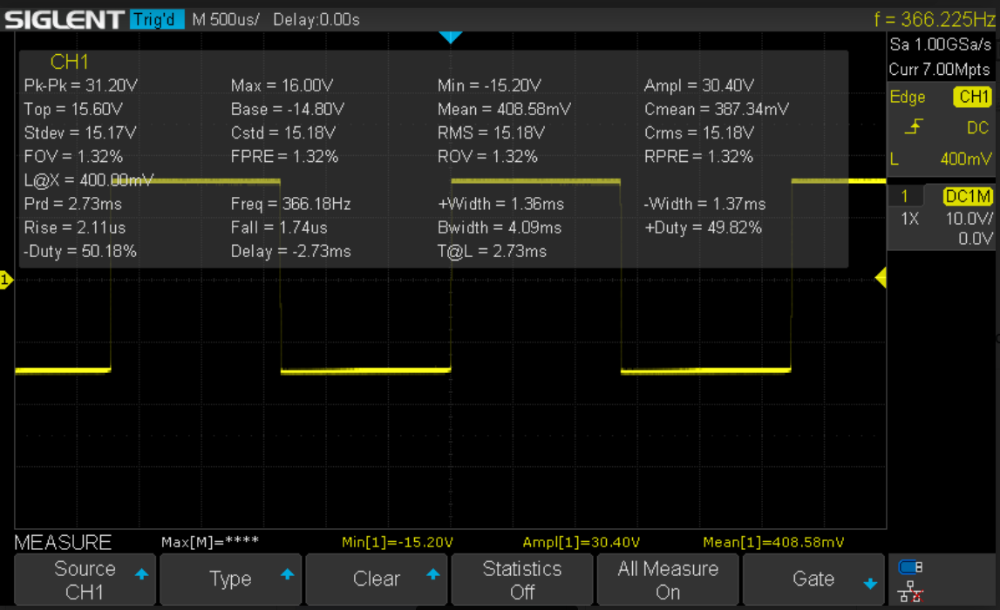 SIGLENT Trig'd M 500us/ Delay:0.00s f = 366.225Hz
Sa 1.00GSa/s
Curr 7.00Mpts
Edge CH1
DC
L 400mV
1 DC1M
1X 10.0V/
0.0V
CH1
Pk-Pk = 31.20V Max = 16.00V Min = -15.20V Ampl = 30.40V
Top = 15.60V Base = -14.80V Mean = 408.58mV Cmean = 387.34mV
Stdev = 15.17V Cstd = 15.18V RMS = 15.18V Crms = 15.18V
FOV = 1.32% FPRE = 1.32% ROV = 1.32% RPRE = 1.32%
L@X = 400.00mV
Prd = 2.73ms Freq = 366.18Hz +Width = 1.36ms -Width = 1.37ms
Rise = 2.11us Fall = 1.74us Bwidth = 4.09ms +Duty = 49.82%
-Duty = 50.18% Delay = -2.73ms T@L = 2.73ms
1
MEASURE Max[M]=**** Min[1]=-15.20V Ampl[1]=30.40V Mean[1]=408.58mV
Source
CH1
Type
Clear
Statistics
Off
All Measure
On
Gate